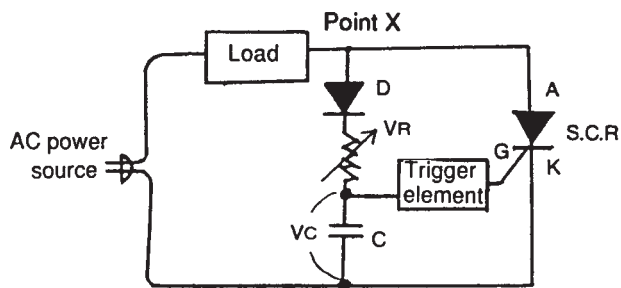 Point X
Load
D
A
VR
AC power
source
S.C.R
G
K
Trigger
element
VC
C